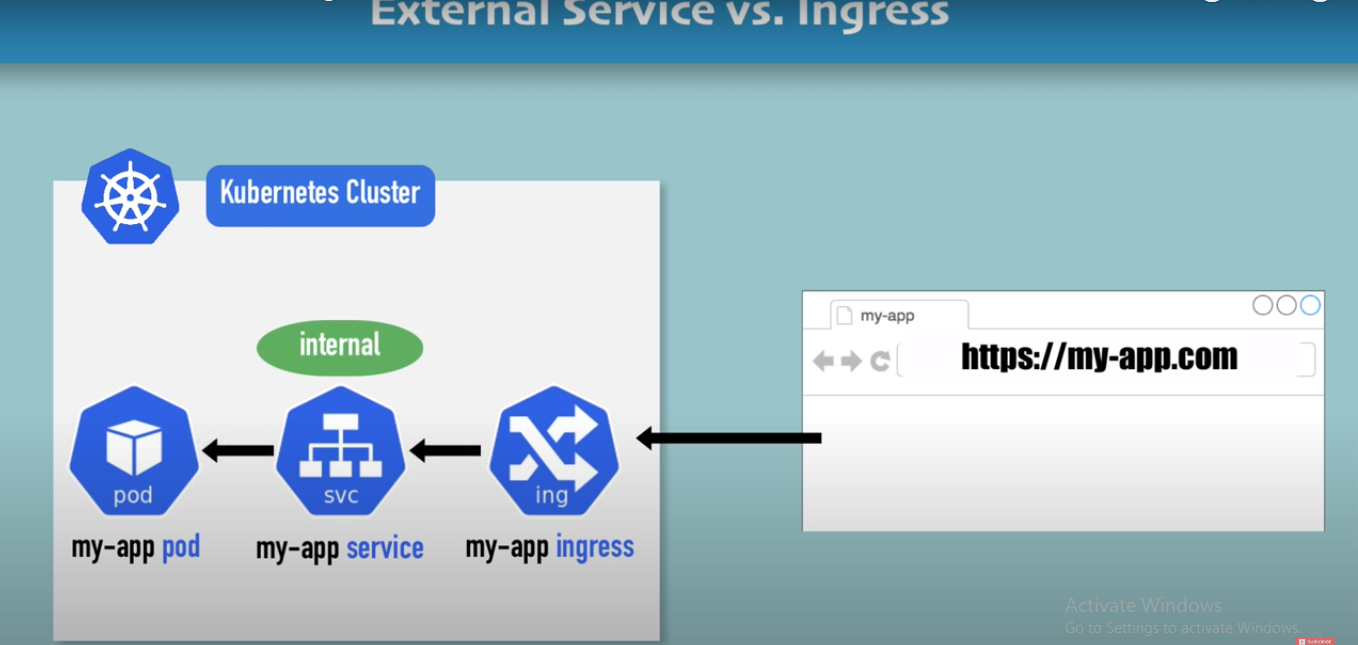 External Service vs. Ingress
Kubernetes Cluster
my-app
https://my-app.com
internal
pod
svc
ing
my-app pod
my-app service
my-app ingress
Activate Windows
Go to Settings to activate Windows.
SUBSCRIBE